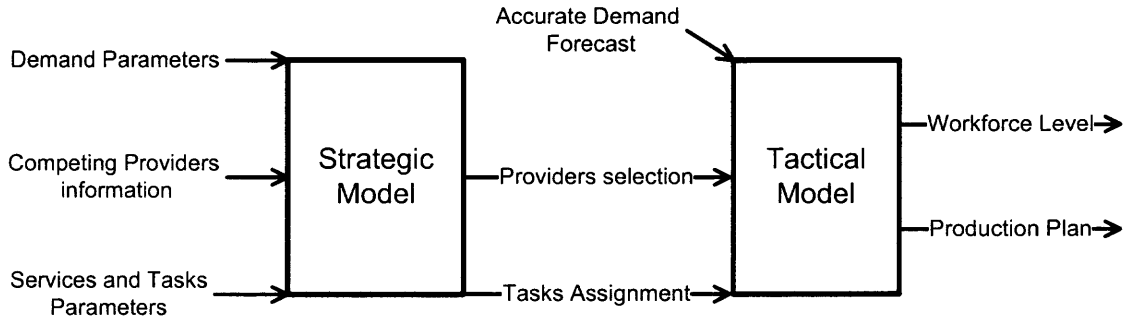 Accurate Demand
Forecast
Demand Parameters
Competing Providers
information
Services and Tasks
Parameters
Strategic
Model
Providers selection
Tasks Assignment
Tactical
Model
Workforce Level
Production Plan